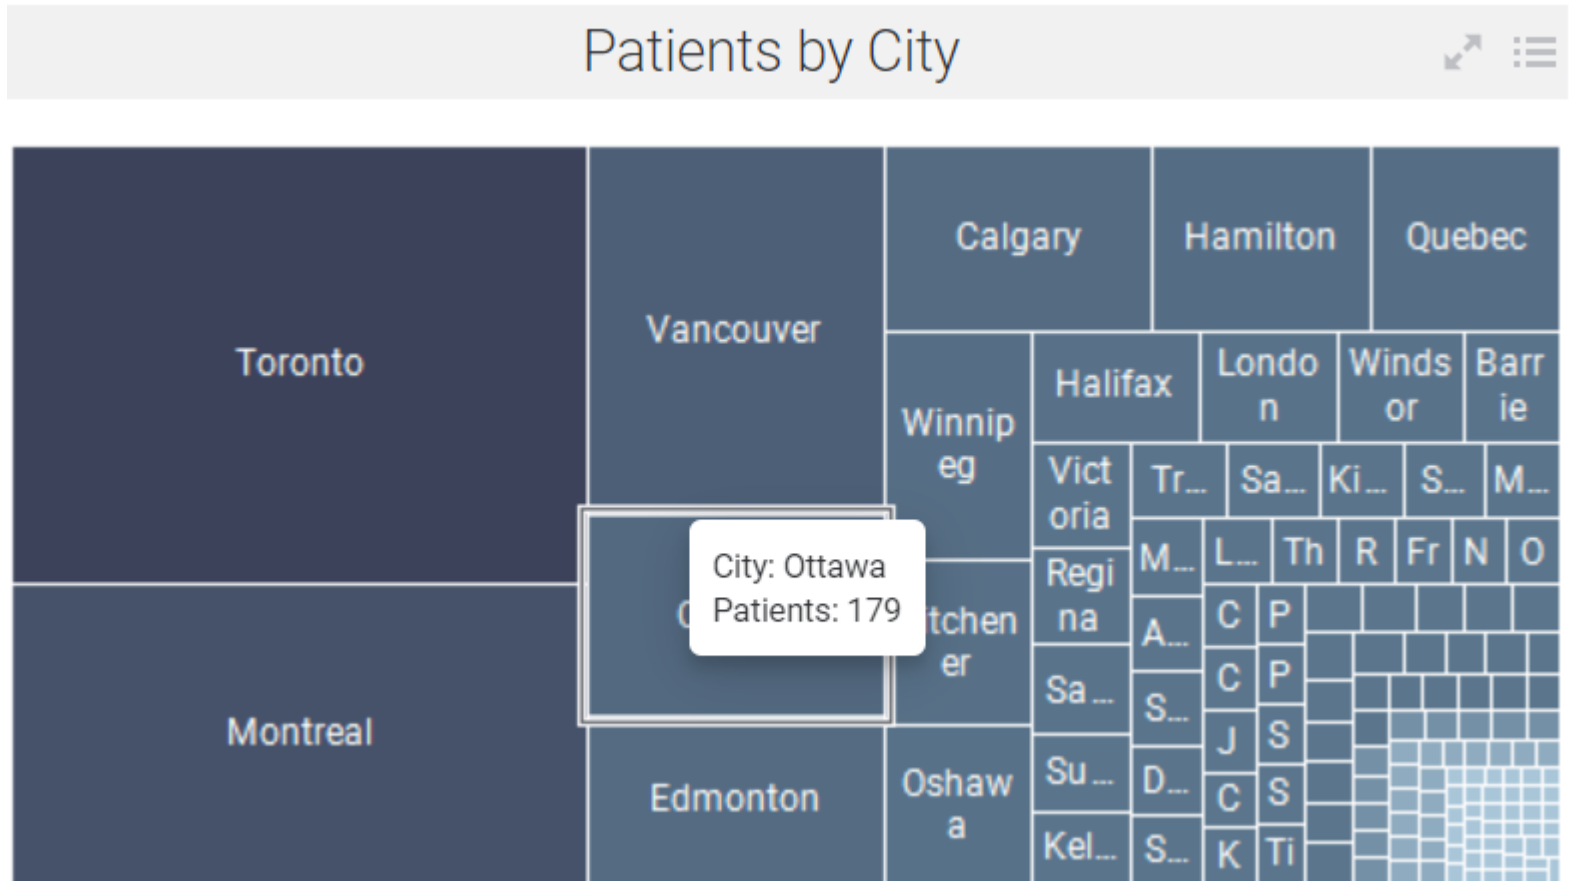 Patients by City
Toronto
Montreal
Vancouver
City: Ottawa
Patients: 179
Edmonton
Calgary
Hamilton
Quebec
Winnip
eg
itchen
er
Oshaw
a
Halifax
Londo
n
Winds
or
Barr
ie
Vict
oria
Regi
na
Sa...
Su...
Kel...
Tr...
Sa...
Ki...
S...
M...
M...
A...
S...
D...
S...
L...
Th
R
Fr
N
O
C
C
J
C
K
P
P
S
S
Ti